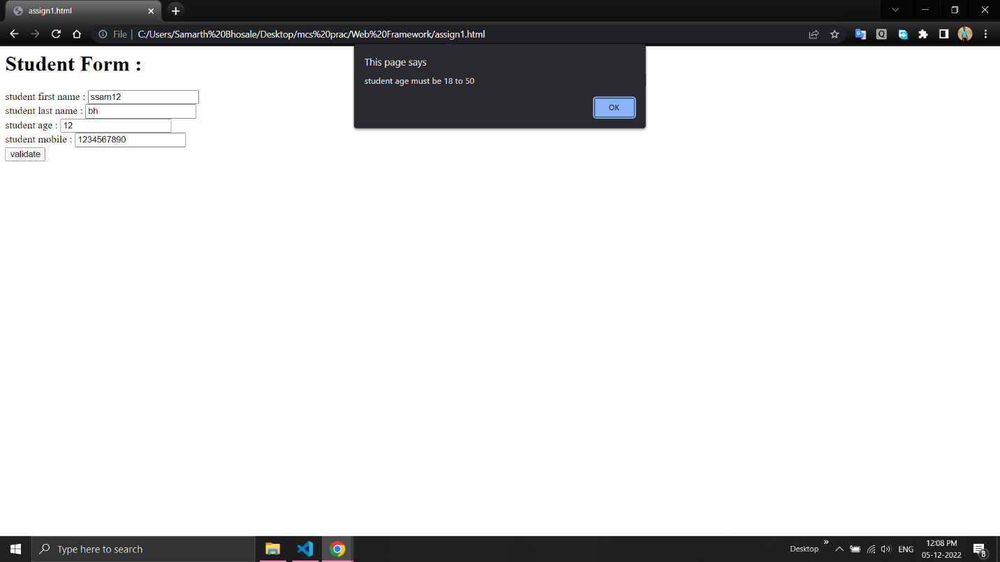 assign1.html
File | C:/Users/Samarth%20Bhosale/Desktop/mcs%20prac/Web%20Framework/assign1.html
This page says
student age must be 18 to 50
OK
Student Form :
student first name : ssam12
student last name : bh
student age : 12
student mobile : 1234567890
validate
Type here to search
Desktop
ENG
12:08 PM
05-12-2022
8